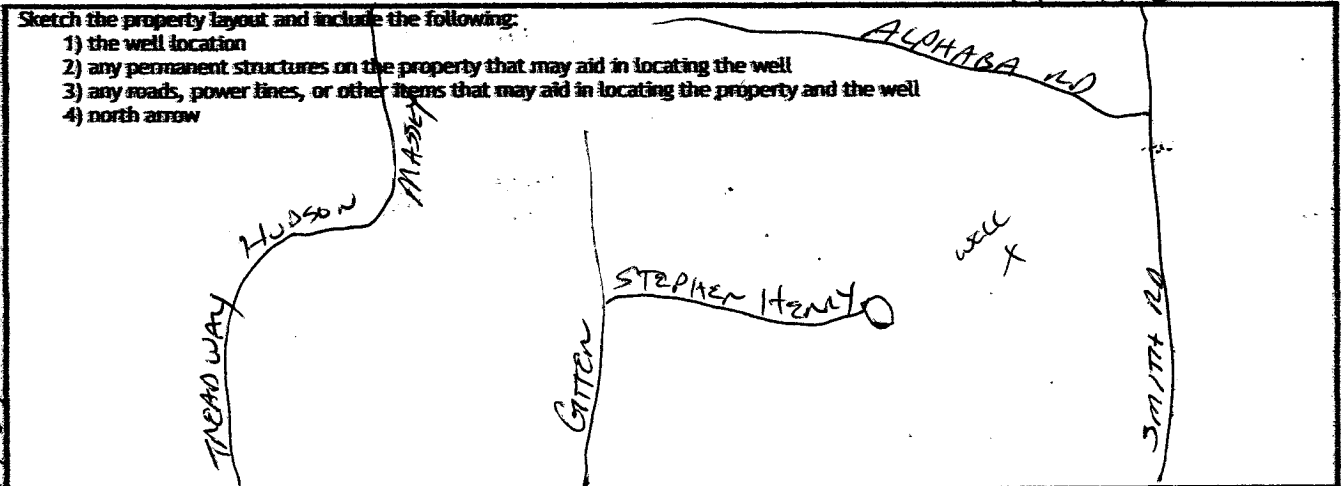 Sketch the property layout and include the following:
1) the well location
2) any permanent structures on the property that may aid in locating the well
3) any roads, power lines, or other items that may aid in locating the property and the well
4) north arrow
ALPHABA RD
MASSEY
HUDSON
well
X
STEPHEN HENRY
TREADWAY
GITTEN
SMITH RD